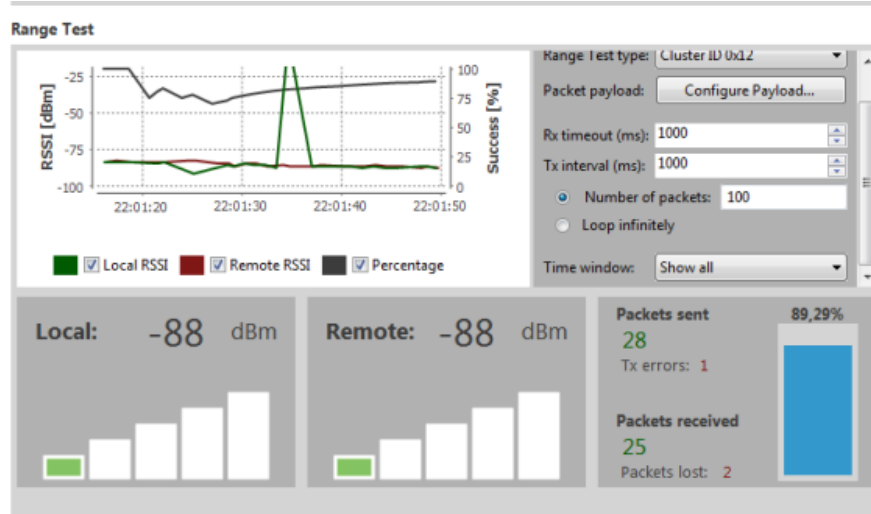 Range Test
Range Test type: Cluster ID 0x12
Packet payload: Configure Payload...
Rx timeout (ms): 1000
Tx interval (ms): 1000
Number of packets: 100
Loop infinitely
Time window: Show all
RSSI [dBm]
-25
-50
-75
-100
100
75
50
25
0
Success [%]
22:01:20 22:01:30 22:01:40 22:01:50
Local RSSI Remote RSSI Percentage
Local: -88 dBm
Remote: -88 dBm
Packets sent 89,29%
28
Tx errors: 1
Packets received
25
Packets lost: 2